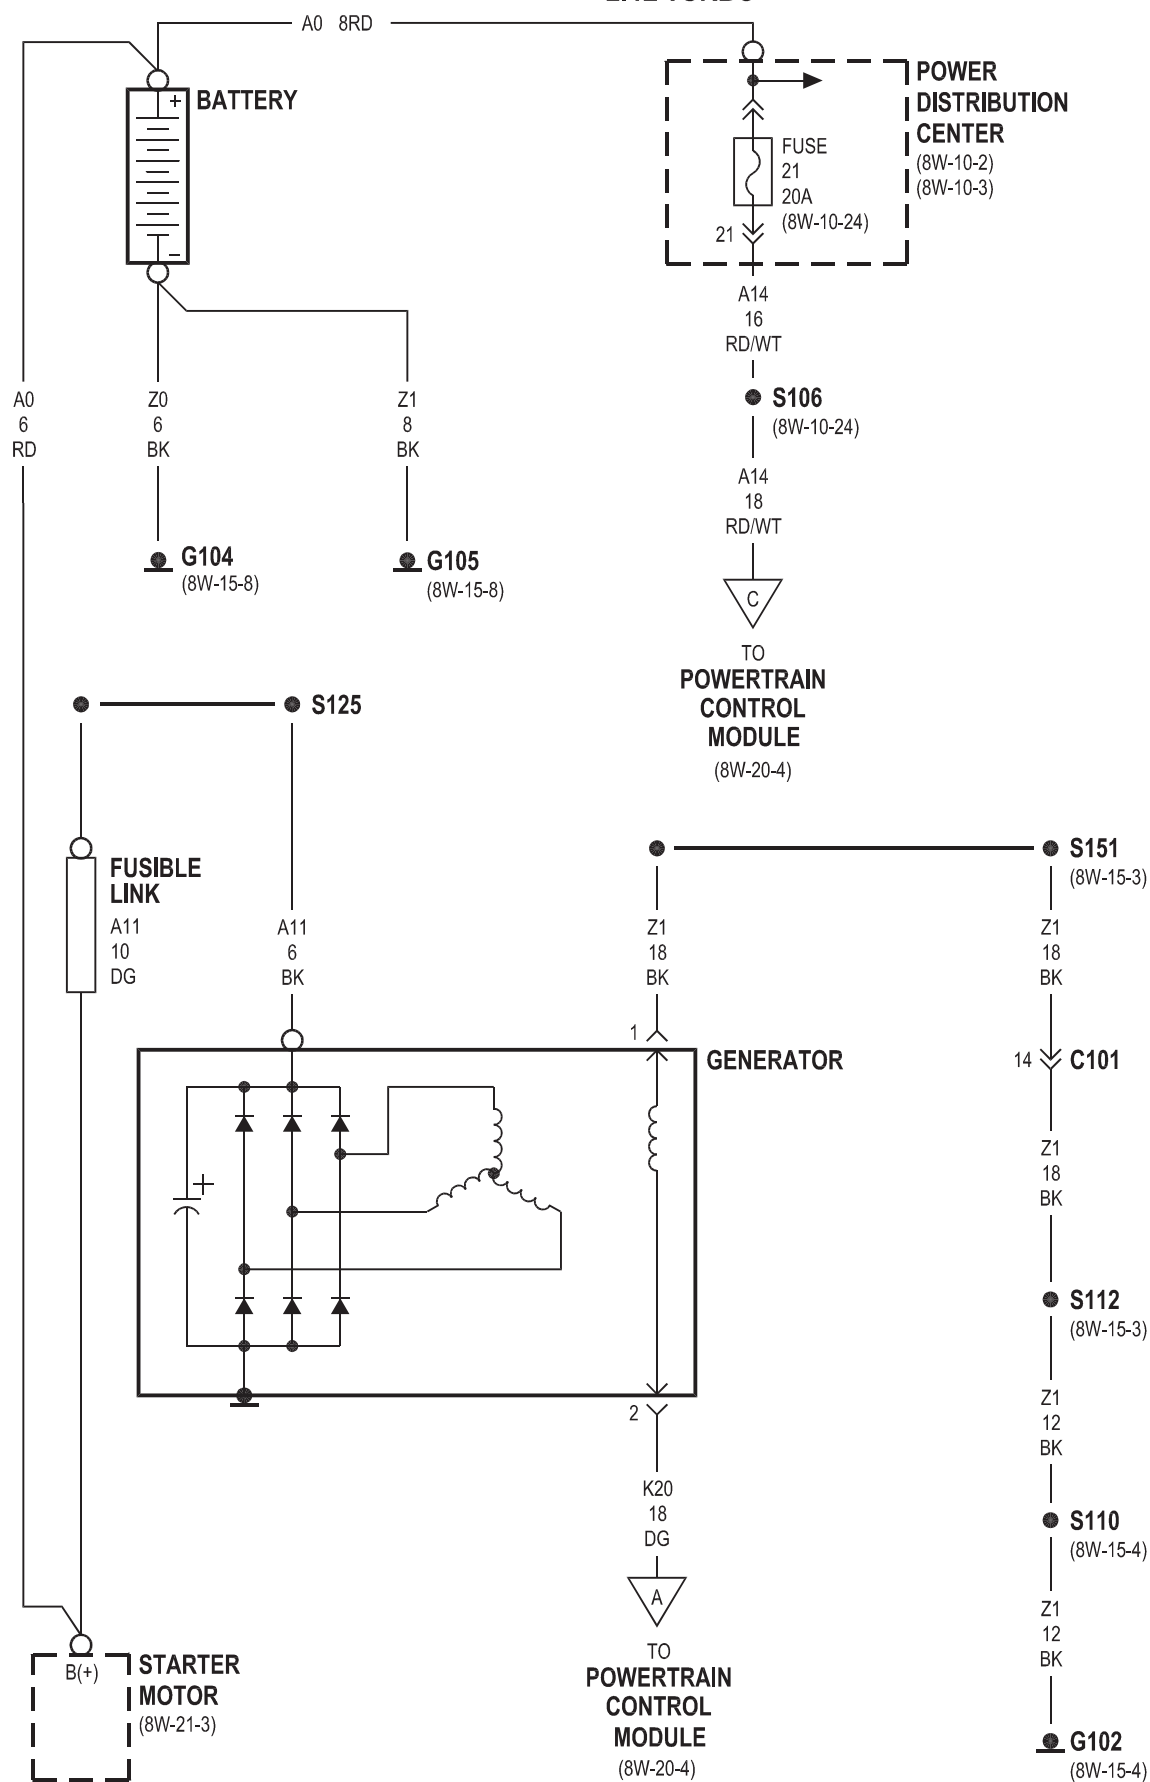 A0 8RD
BATTERY
+
−
POWER
DISTRIBUTION
CENTER
(8W-10-2)
(8W-10-3)
FUSE
21
20A
(8W-10-24)
21
A14
16
RD/WT
S106
(8W-10-24)
A14
18
RD/WT
C
TO
POWERTRAIN
CONTROL
MODULE
(8W-20-4)
A0
6
RD
Z0
6
BK
Z1
8
BK
G104
(8W-15-8)
G105
(8W-15-8)
S125
FUSIBLE
LINK
A11
10
DG
A11
6
BK
Z1
18
BK
S151
(8W-15-3)
Z1
18
BK
1
GENERATOR
14
C101
+
Z1
18
BK
S112
(8W-15-3)
Z1
12
BK
2
K20
18
DG
A
TO
POWERTRAIN
CONTROL
MODULE
(8W-20-4)
S110
(8W-15-4)
Z1
12
BK
G102
(8W-15-4)
B(+)
STARTER
MOTOR
(8W-21-3)